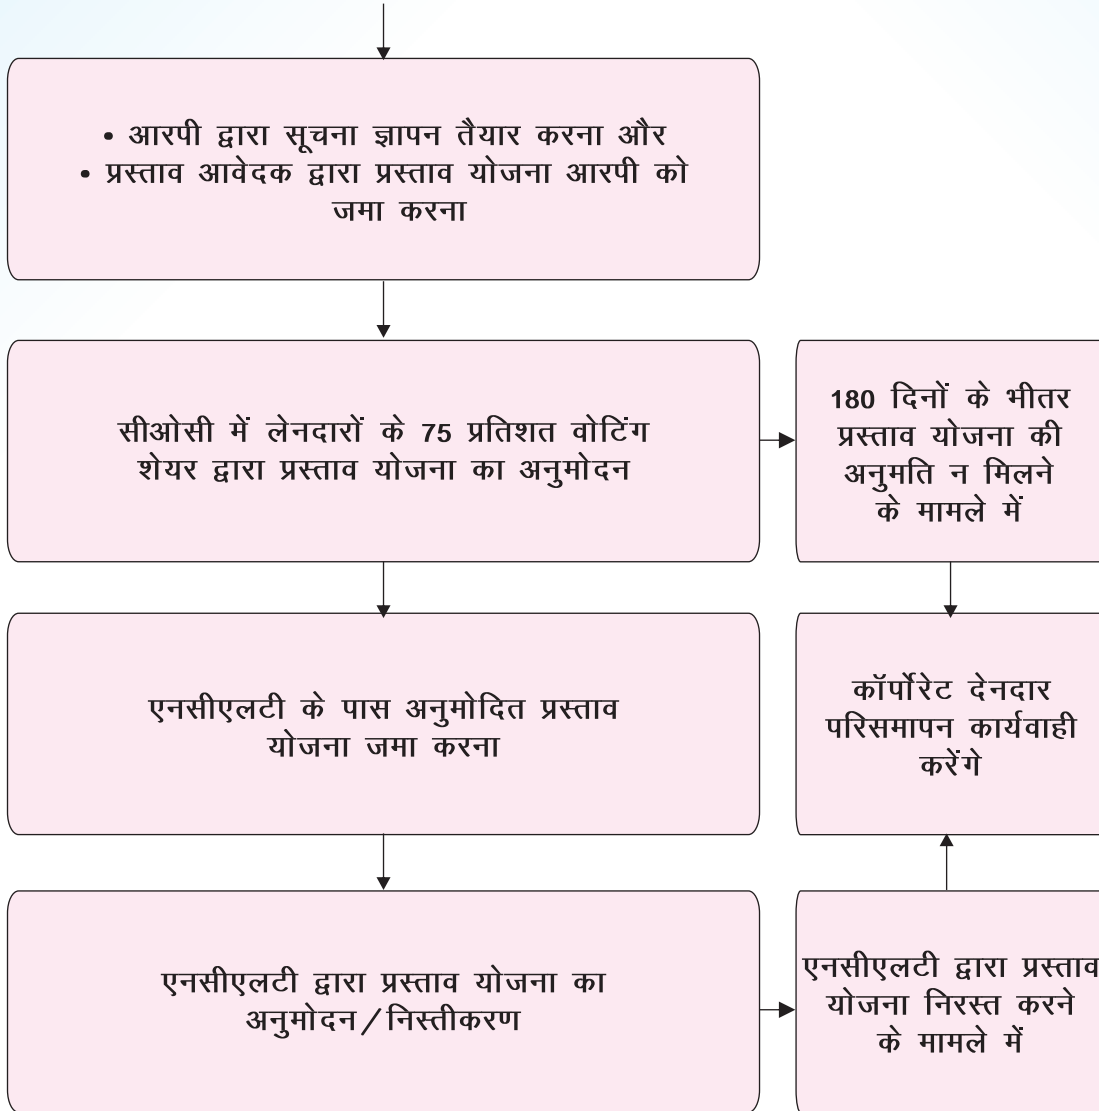 • आरपी द्वारा सूचना ज्ञापन तैयार करना और
• प्रस्ताव आवेदक द्वारा प्रस्ताव योजना आरपी को
जमा करना
सीओसी में लेनदारों के 75 प्रतिशत वोटिंग
शेयर द्वारा प्रस्ताव योजना का अनुमोदन
180 दिनों के भीतर
प्रस्ताव योजना की
अनुमति न मिलने
के मामले में
एनसीएलटी के पास अनुमोदित प्रस्ताव
योजना जमा करना
कॉर्पोरेट देनदार
परिसमापन कार्यवाही
करेंगे
एनसीएलटी द्वारा प्रस्ताव योजना का
अनुमोदन/निस्तीकरण
एनसीएलटी द्वारा प्रस्ताव
योजना निरस्त करने
के मामले में